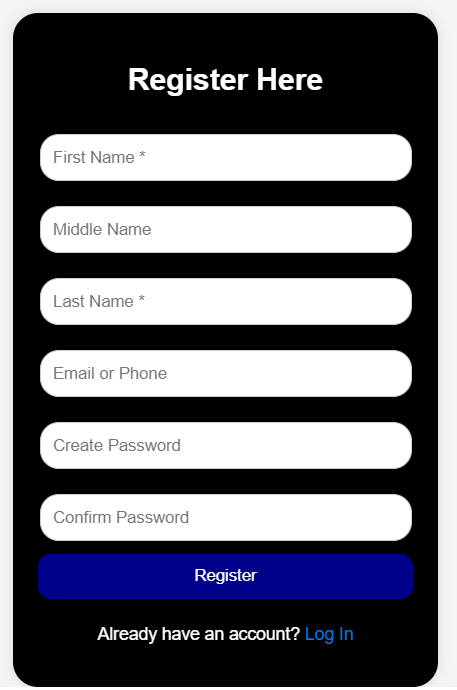 Register Here
First Name *
Middle Name
Last Name *
Email or Phone
Create Password
Confirm Password
Register
Already have an account? Log In